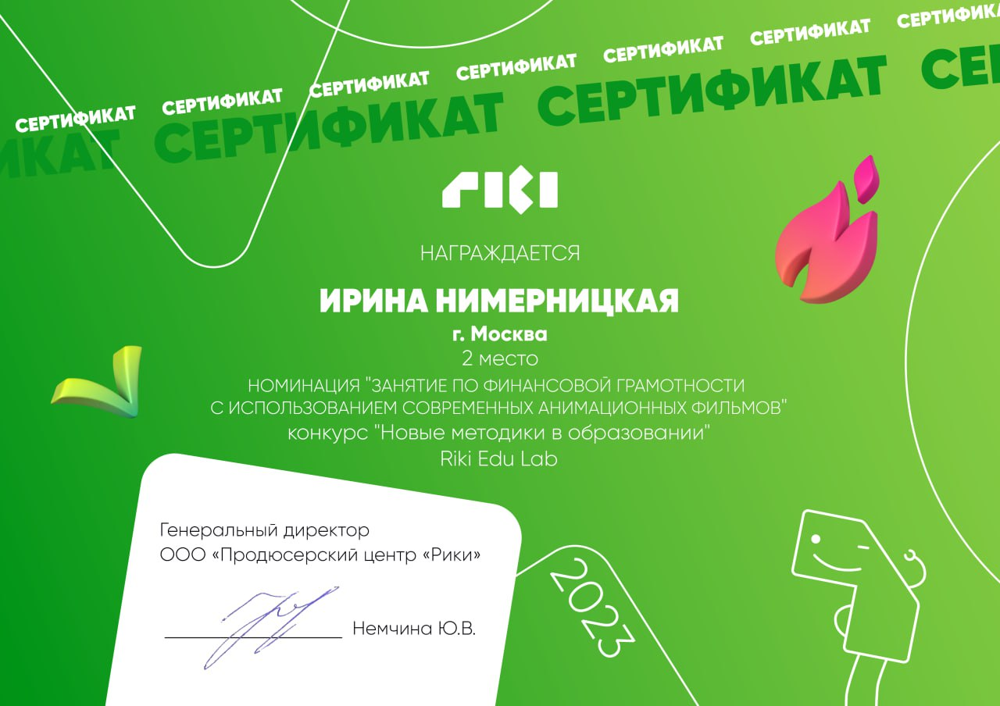 СЕРТИФИКАТ СЕРТИФИКАТ СЕРТИФИКАТ СЕРТИФИКАТ СЕРТИФИКАТ СЕРТИФИКАТ СЕРТИФИКА
ИКАТ СЕРТИФИКАТ СЕРТИФИКАТ СЕР
riki
НАГРАЖДАЕТСЯ
ИРИНА НИМЕРНИЦКАЯ
г. Москва
2 место
НОМИНАЦИЯ "ЗАНЯТИЕ ПО ФИНАНСОВОЙ ГРАМОТНОСТИ
С ИСПОЛЬЗОВАНИЕМ СОВРЕМЕННЫХ АНИМАЦИОННЫХ ФИЛЬМОВ"
конкурс "Новые методики в образовании"
Riki Edu Lab
Генеральный директор
ООО «Продюсерский центр «Рики»
Немчина Ю.В.
2023